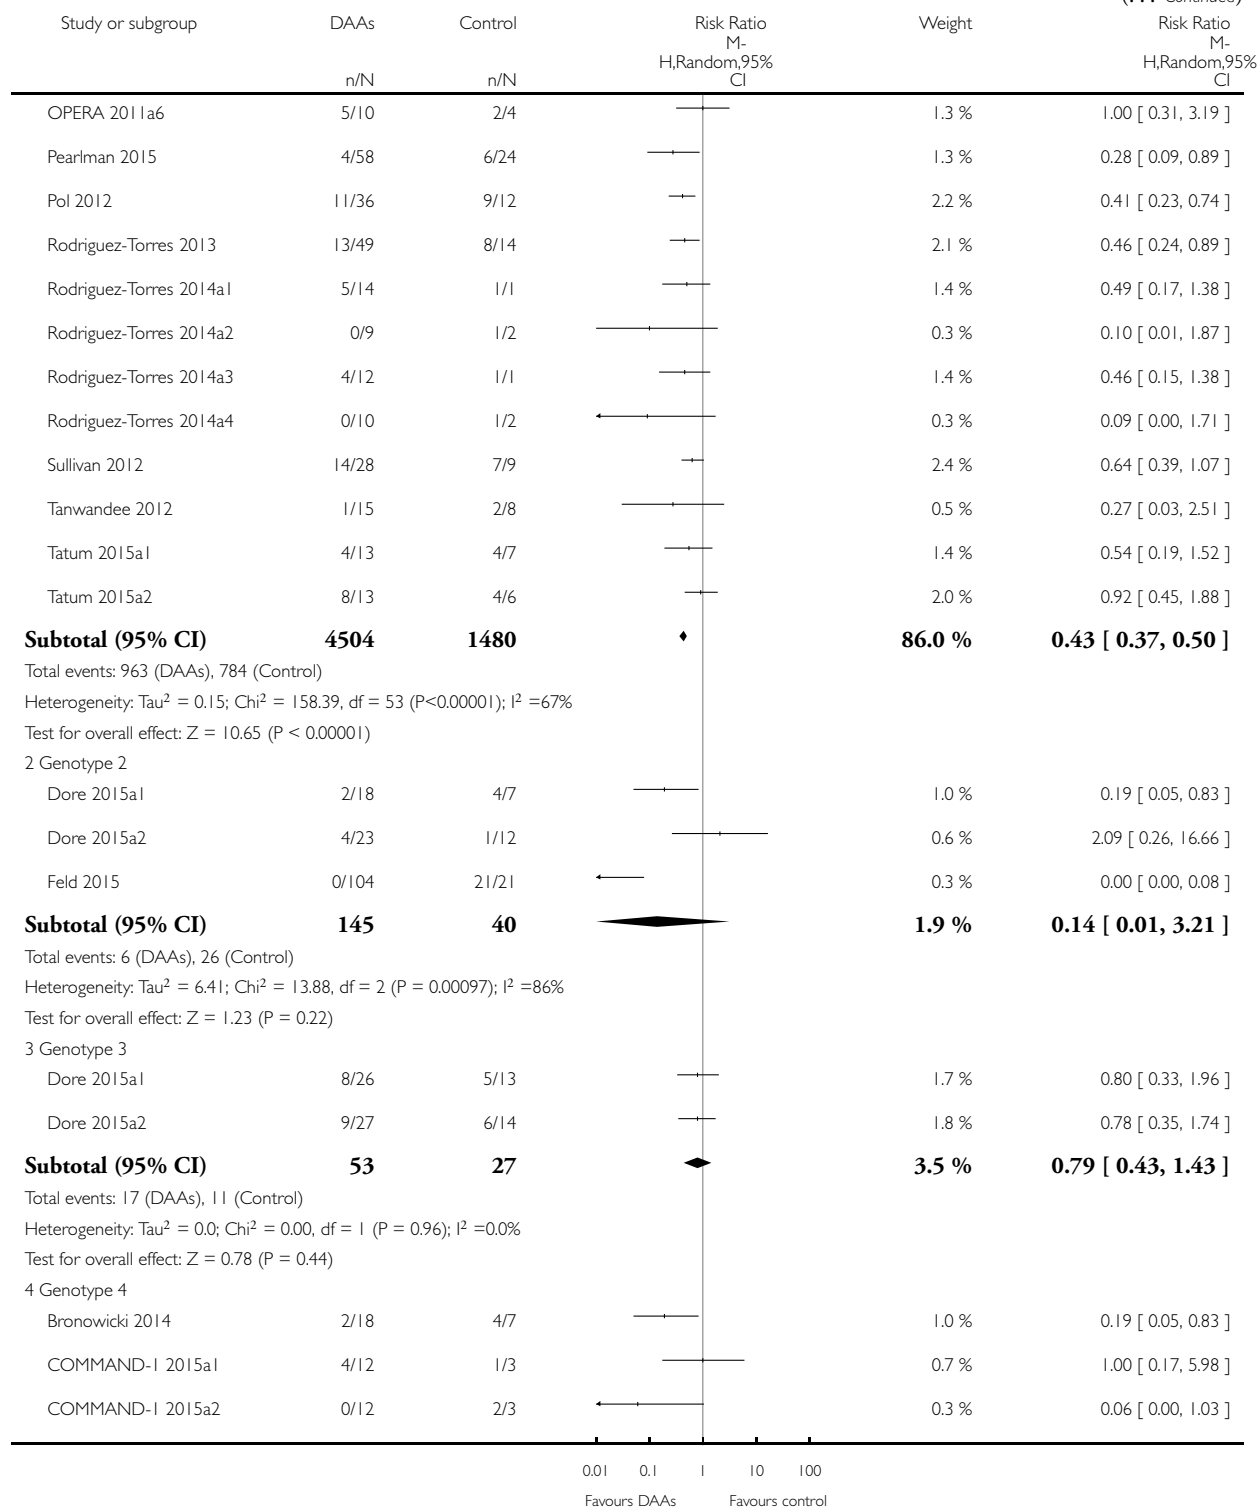 Continued)
Study or subgroup DAAs Control Risk Ratio Weight Risk Ratio
M- M-
H,Random,95% H,Random,95%
n/N n/N CI CI
OPERA 2011a6 5/10 2/4 1.3 % 1.00 [ 0.31, 3.19 ]
Pearlman 2015 4/58 6/24 1.3 % 0.28 [ 0.09, 0.89 ]
Pol 2012 11/36 9/12 2.2 % 0.41 [ 0.23, 0.74 ]
Rodriguez-Torres 2013 13/49 8/14 2.1 % 0.46 [ 0.24, 0.89 ]
Rodriguez-Torres 2014a1 5/14 1/1 1.4 % 0.49 [ 0.17, 1.38 ]
Rodriguez-Torres 2014a2 0/9 1/2 0.3 % 0.10 [ 0.01, 1.87 ]
Rodriguez-Torres 2014a3 4/12 1/1 1.4 % 0.46 [ 0.15, 1.38 ]
Rodriguez-Torres 2014a4 0/10 1/2 0.3 % 0.09 [ 0.00, 1.71 ]
Sullivan 2012 14/28 7/9 2.4 % 0.64 [ 0.39, 1.07 ]
Tanwandee 2012 1/15 2/8 0.5 % 0.27 [ 0.03, 2.51 ]
Tatum 2015a1 4/13 4/7 1.4 % 0.54 [ 0.19, 1.52 ]
Tatum 2015a2 8/13 4/6 2.0 % 0.92 [ 0.45, 1.88 ]
Subtotal (95% CI) 4504 1480 86.0 % 0.43 [ 0.37, 0.50 ]
Total events: 963 (DAAs), 784 (Control)
Heterogeneity: Tau² = 0.15; Chi² = 158.39, df = 53 (P<0.00001); I² =67%
Test for overall effect: Z = 10.65 (P < 0.00001)
2 Genotype 2
Dore 2015a1 2/18 4/7 1.0 % 0.19 [ 0.05, 0.83 ]
Dore 2015a2 4/23 1/12 0.6 % 2.09 [ 0.26, 16.66 ]
Feld 2015 0/104 21/21 0.3 % 0.00 [ 0.00, 0.08 ]
Subtotal (95% CI) 145 40 1.9 % 0.14 [ 0.01, 3.21 ]
Total events: 6 (DAAs), 26 (Control)
Heterogeneity: Tau² = 6.41; Chi² = 13.88, df = 2 (P = 0.00097); I² =86%
Test for overall effect: Z = 1.23 (P = 0.22)
3 Genotype 3
Dore 2015a1 8/26 5/13 1.7 % 0.80 [ 0.33, 1.96 ]
Dore 2015a2 9/27 6/14 1.8 % 0.78 [ 0.35, 1.74 ]
Subtotal (95% CI) 53 27 3.5 % 0.79 [ 0.43, 1.43 ]
Total events: 17 (DAAs), 11 (Control)
Heterogeneity: Tau² = 0.0; Chi² = 0.00, df = 1 (P = 0.96); I² =0.0%
Test for overall effect: Z = 0.78 (P = 0.44)
4 Genotype 4
Bronowicki 2014 2/18 4/7 1.0 % 0.19 [ 0.05, 0.83 ]
COMMAND-1 2015a1 4/12 1/3 0.7 % 1.00 [ 0.17, 5.98 ]
COMMAND-1 2015a2 0/12 2/3 0.3 % 0.06 [ 0.00, 1.03 ]
0.01 0.1 1 10 100
Favours DAAs Favours control